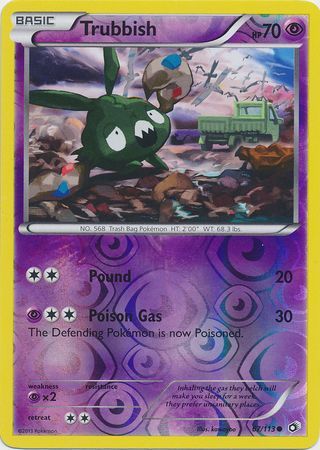 BASIC
Trubbish
HP70
NO. 568 Trash Bag Pokémon HT: 2'00" WT: 68.3 lbs.
Pound 20
Poison Gas 30
The Defending Pokémon is now Poisoned.
weakness resistance
×2
retreat
Inhaling the gas they belch will
make you sleep for a week.
They prefer unsanitary places.
©2013 Pokémon
Illus. kawayoo
67/113